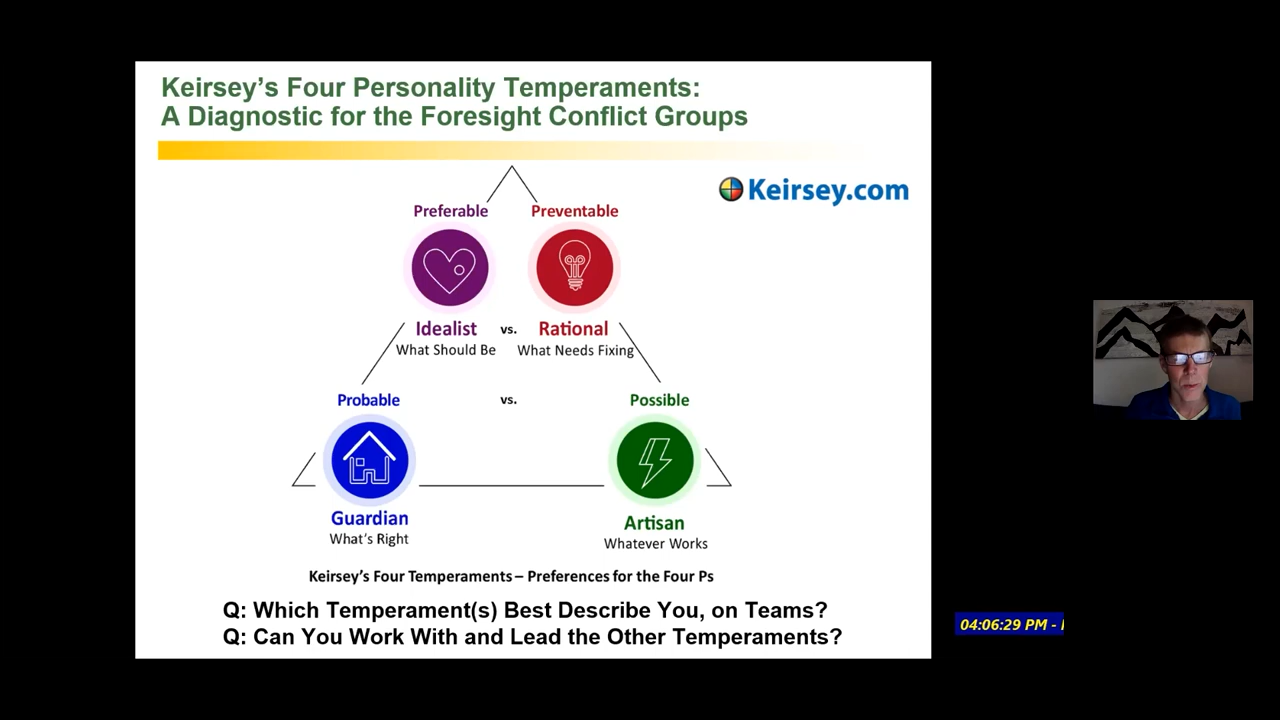 Keirsey’s Four Personality Temperaments:
A Diagnostic for the Foresight Conflict Groups
Keirsey.com
Preferable Preventable
Idealist vs. Rational
What Should Be What Needs Fixing
Probable vs. Possible
Guardian Artisan
What’s Right Whatever Works
Keirsey’s Four Temperaments – Preferences for the Four Ps
Q: Which Temperament(s) Best Describe You, on Teams?
Q: Can You Work With and Lead the Other Temperaments?
04:06:29 PM -